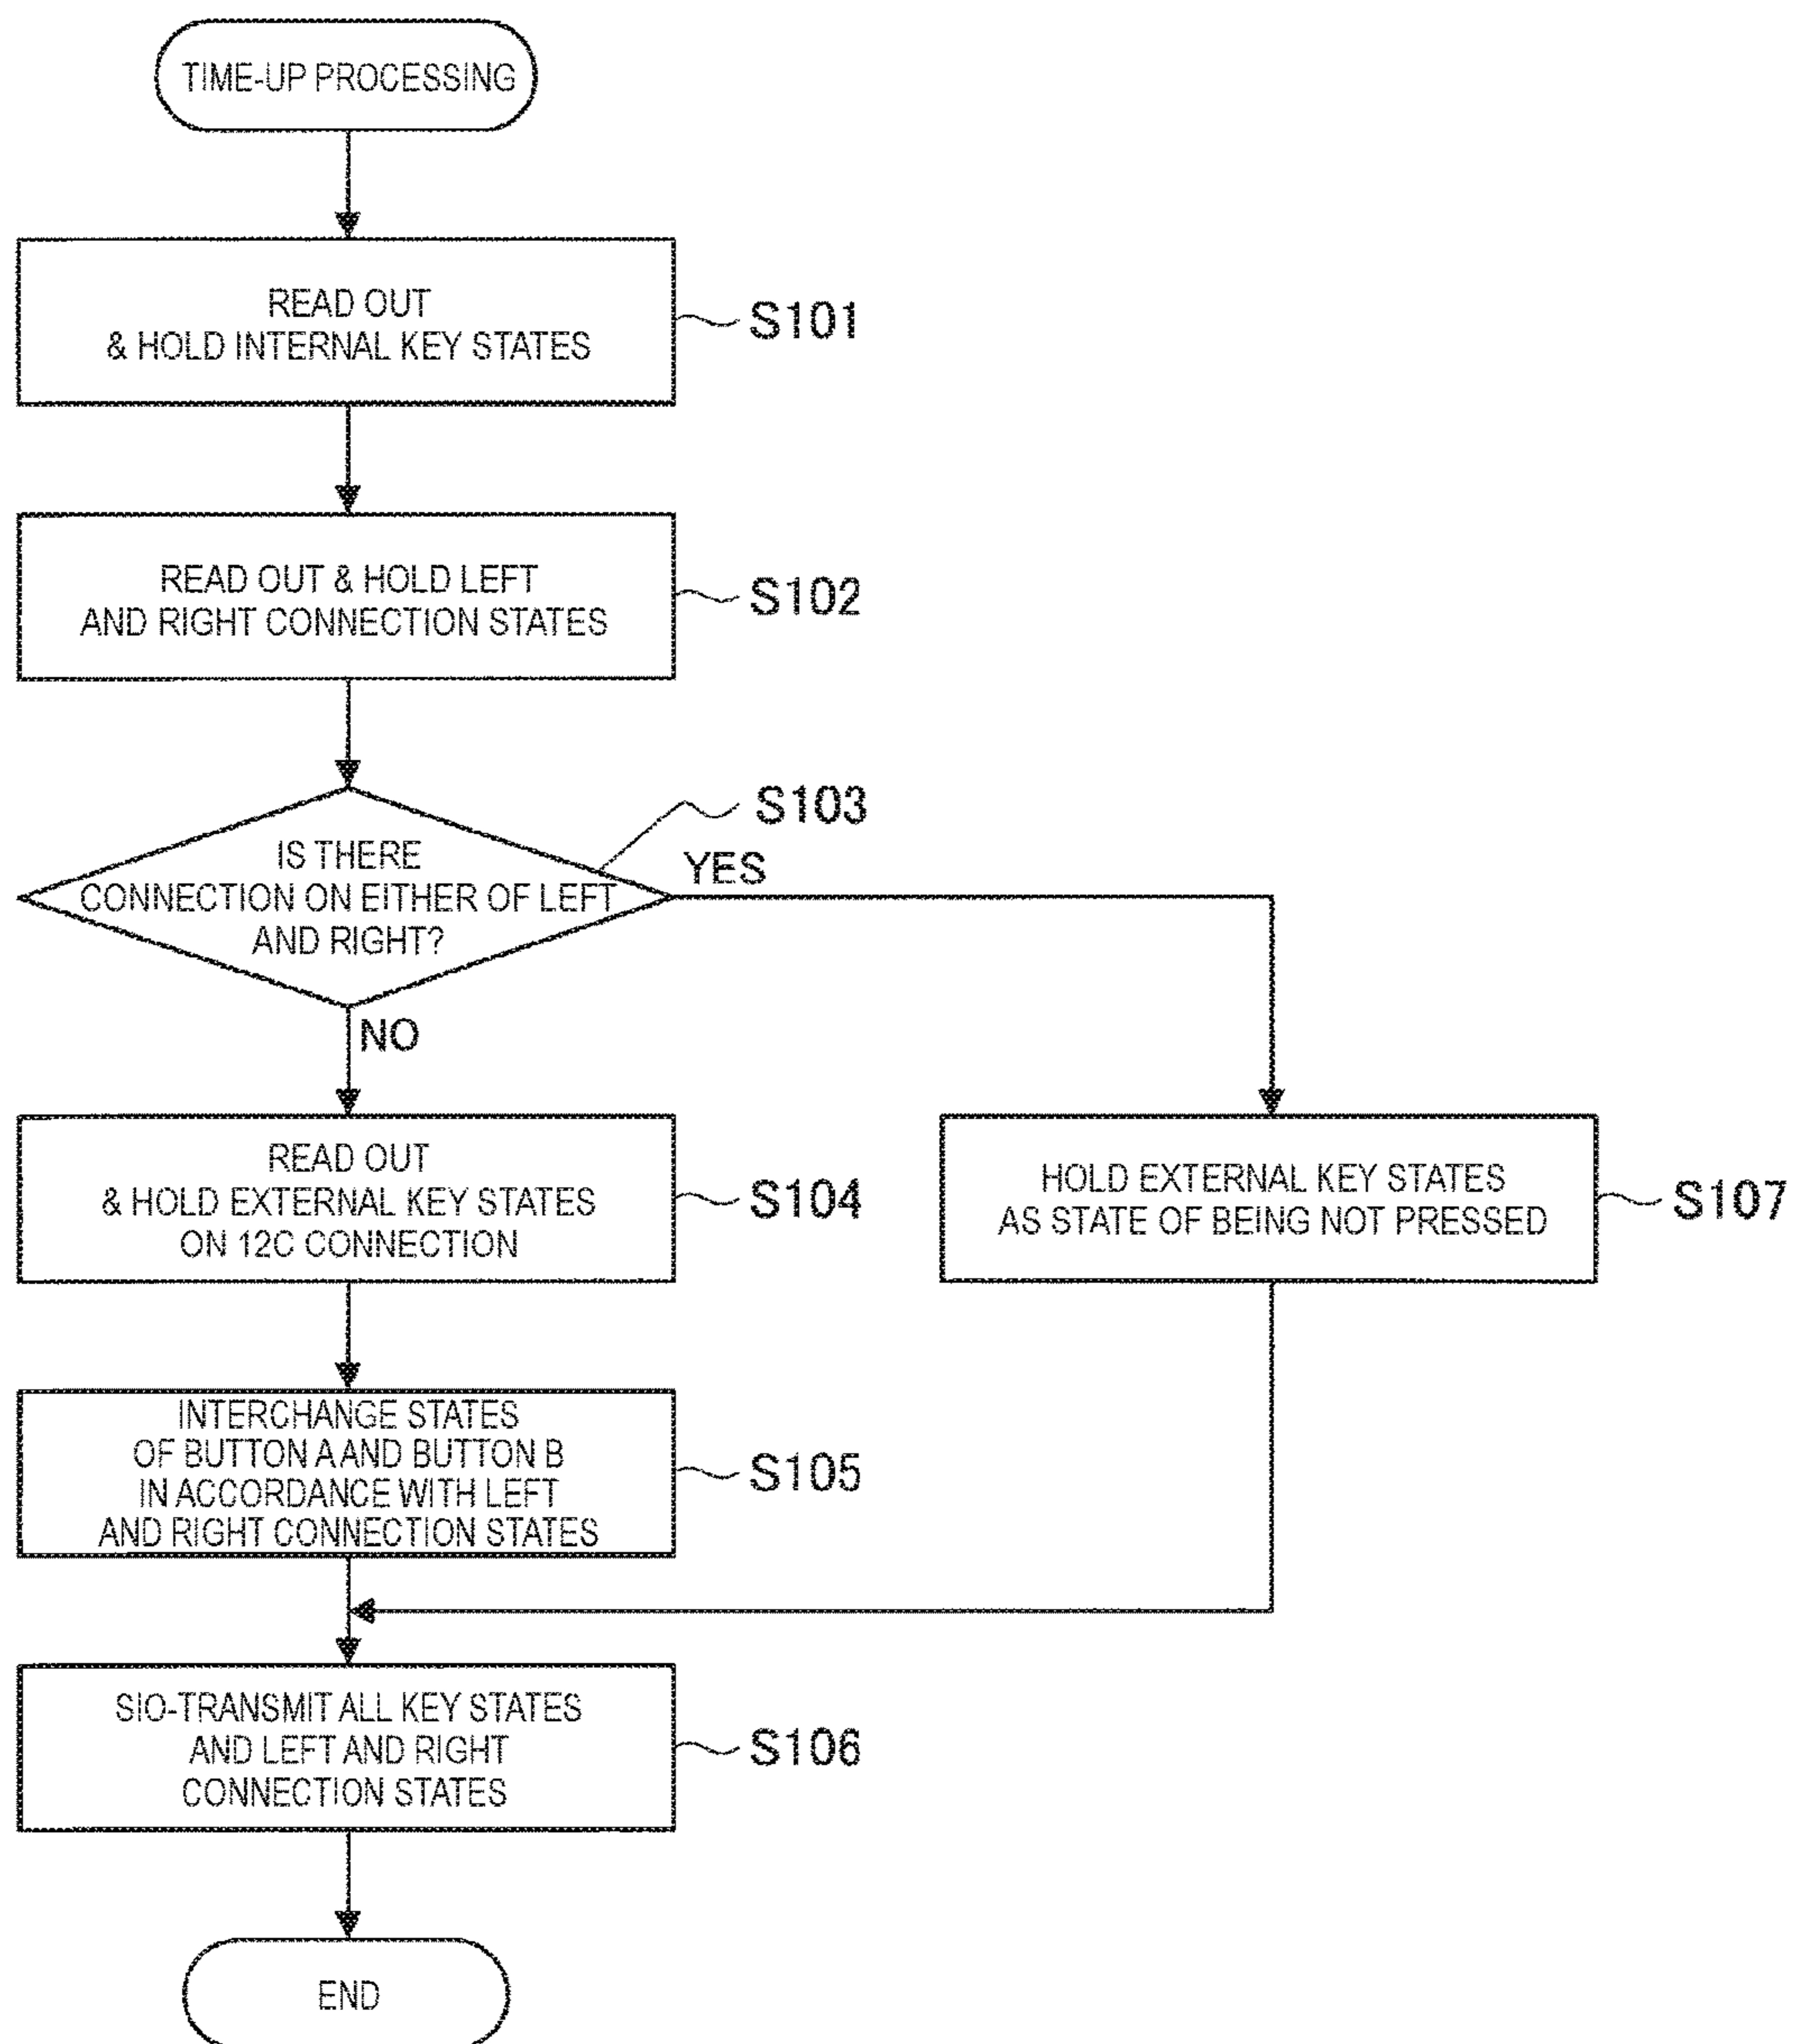 TIME-UP PROCESSING
READ OUT
& HOLD INTERNAL KEY STATES
S101
READ OUT & HOLD LEFT
AND RIGHT CONNECTION STATES
S102
S103
IS THERE
CONNECTION ON EITHER OF LEFT
AND RIGHT?
YES
NO
READ OUT
& HOLD EXTERNAL KEY STATES
ON 12C CONNECTION
S104
HOLD EXTERNAL KEY STATES
AS STATE OF BEING NOT PRESSED
S107
INTERCHANGE STATES
OF BUTTON A AND BUTTON B
IN ACCORDANCE WITH LEFT
AND RIGHT CONNECTION STATES
S105
SIO-TRANSMIT ALL KEY STATES
AND LEFT AND RIGHT
CONNECTION STATES
S106
END